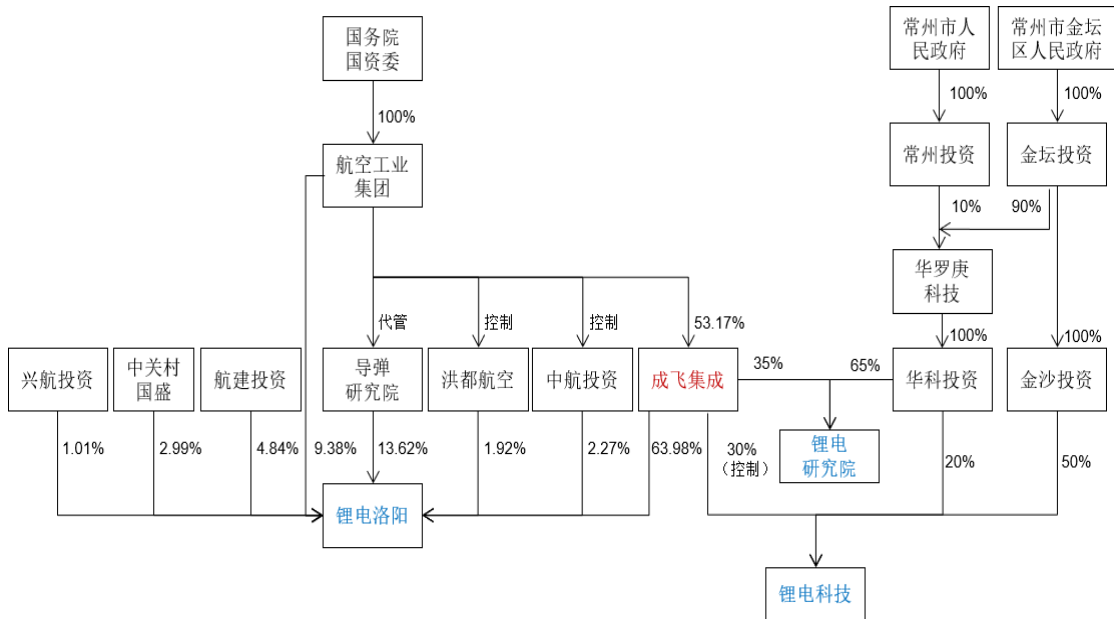 国务院
国资委
常州市人
民政府
常州市金坛
区人民政府
100%
100%
100%
航空工业
集团
常州投资
金坛投资
10%
90%
华罗庚
科技
代管
控制
控制
53.17%
100%
100%
兴航投资
中关村
国盛
航建投资
导弹
研究院
洪都航空
中航投资
成飞集成
35%
65%
华科投资
金沙投资
1.01%
2.99%
4.84%
9.38%
13.62%
1.92%
2.27%
63.98%
30%
（控制）
锂电
研究院
20%
50%
锂电洛阳
锂电科技